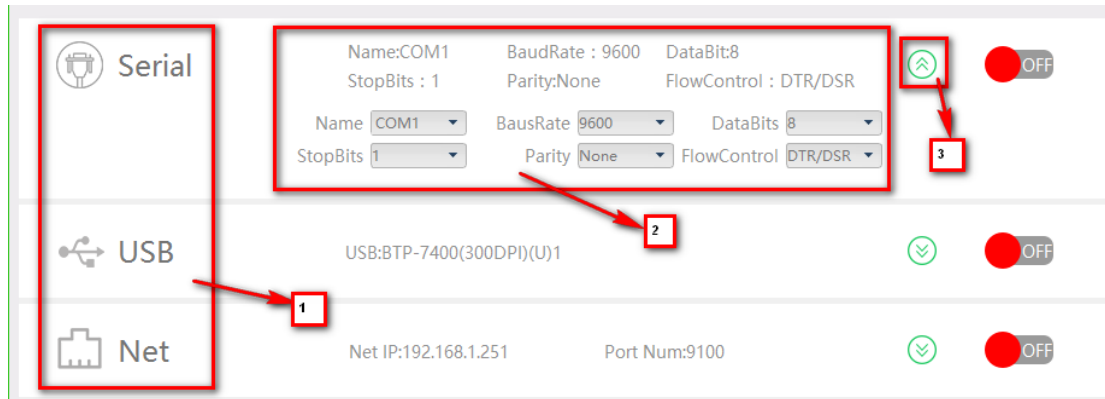 Serial
Name:COM1 BaudRate : 9600 DataBit:8
StopBits : 1 Parity:None FlowControl : DTR/DSR
OFF
Name COM1 BausRate 9600 DataBits 8
StopBits 1 Parity None FlowControl DTR/DSR
3
2
USB USB:BTP-7400(300DPI)(U)1 OFF
1
Net Net IP:192.168.1.251 Port Num:9100 OFF